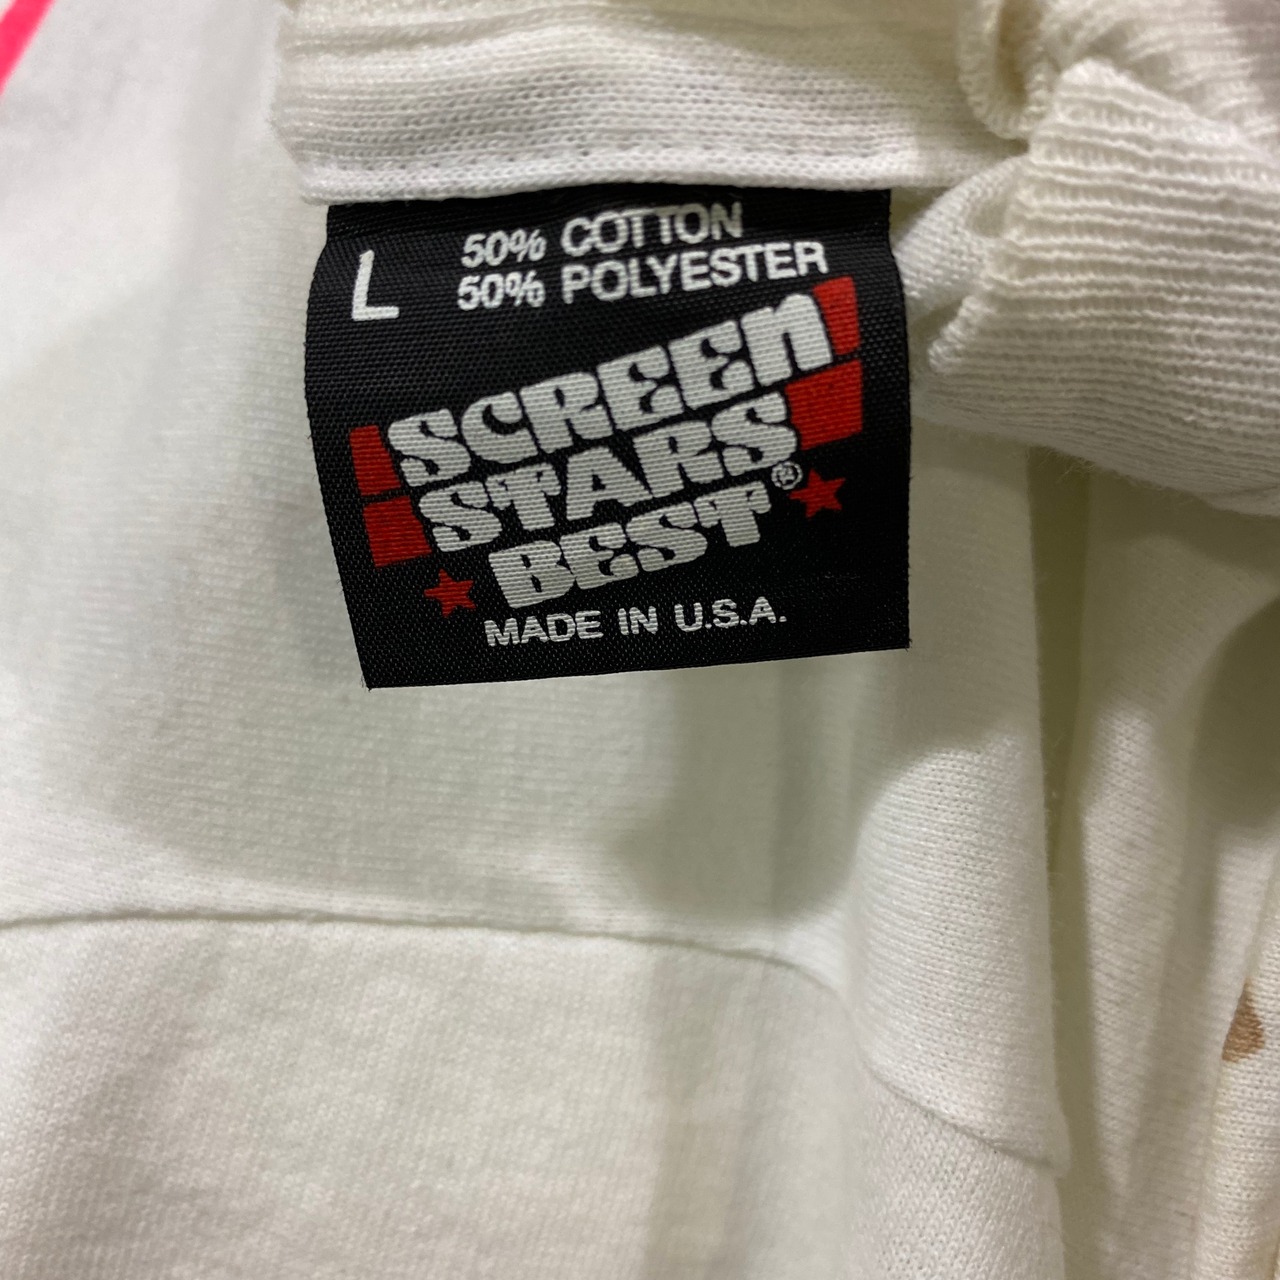 L
50% COTTON
50% POLYESTER
SCREEN
STARS
BEST®
MADE IN U.S.A.